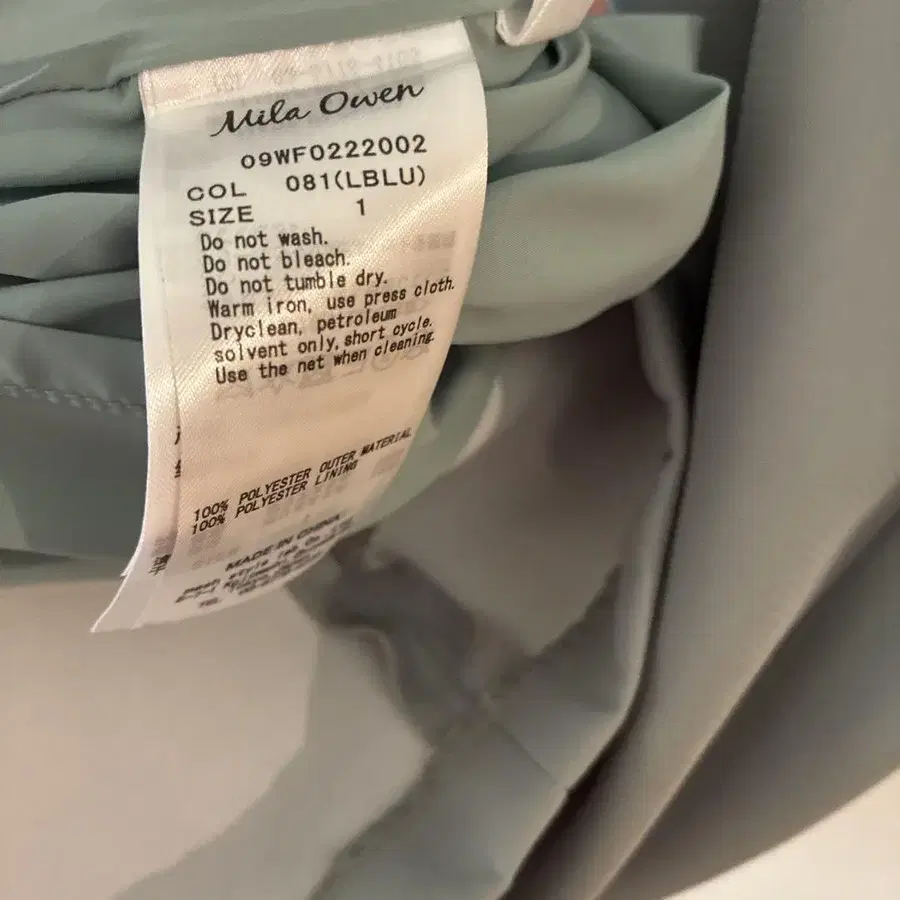 Mila Owen
09WF0222002
COL 081(LBLU)
SIZE 1
Do not wash.
Do not bleach.
Do not tumble dry.
Warm iron, use press cloth.
Dryclean, petroleum
solvent only, short cycle.
Use the net when cleaning.
100% POLYESTER OUTER MATERIAL
100% POLYESTER LINING
MADE IN CHINA